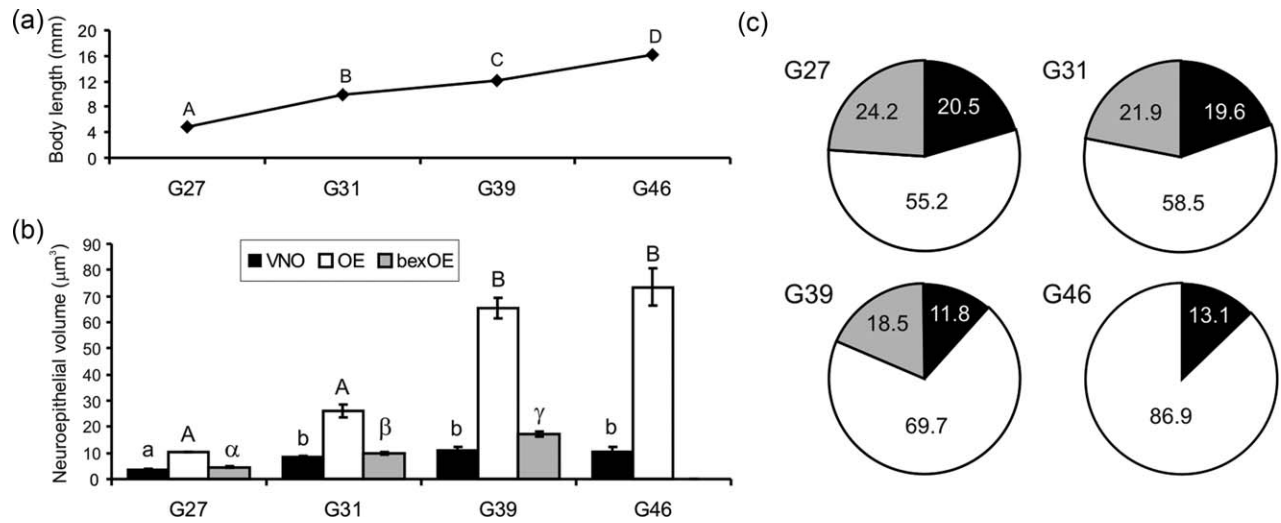 (a)
Body length (mm)
20
16
12
8
4
0
A
B
C
D
G27 G31 G39 G46
(b)
Neuroepithelial volume (µm³)
90
80
70
60
50
40
30
20
10
0
VNO OE bexOE
a A α
b A β
b B γ
b B
G27 G31 G39 G46
(c)
G27
24.2 20.5
55.2
G31
21.9 19.6
58.5
G39
18.5 11.8
69.7
G46
13.1
86.9